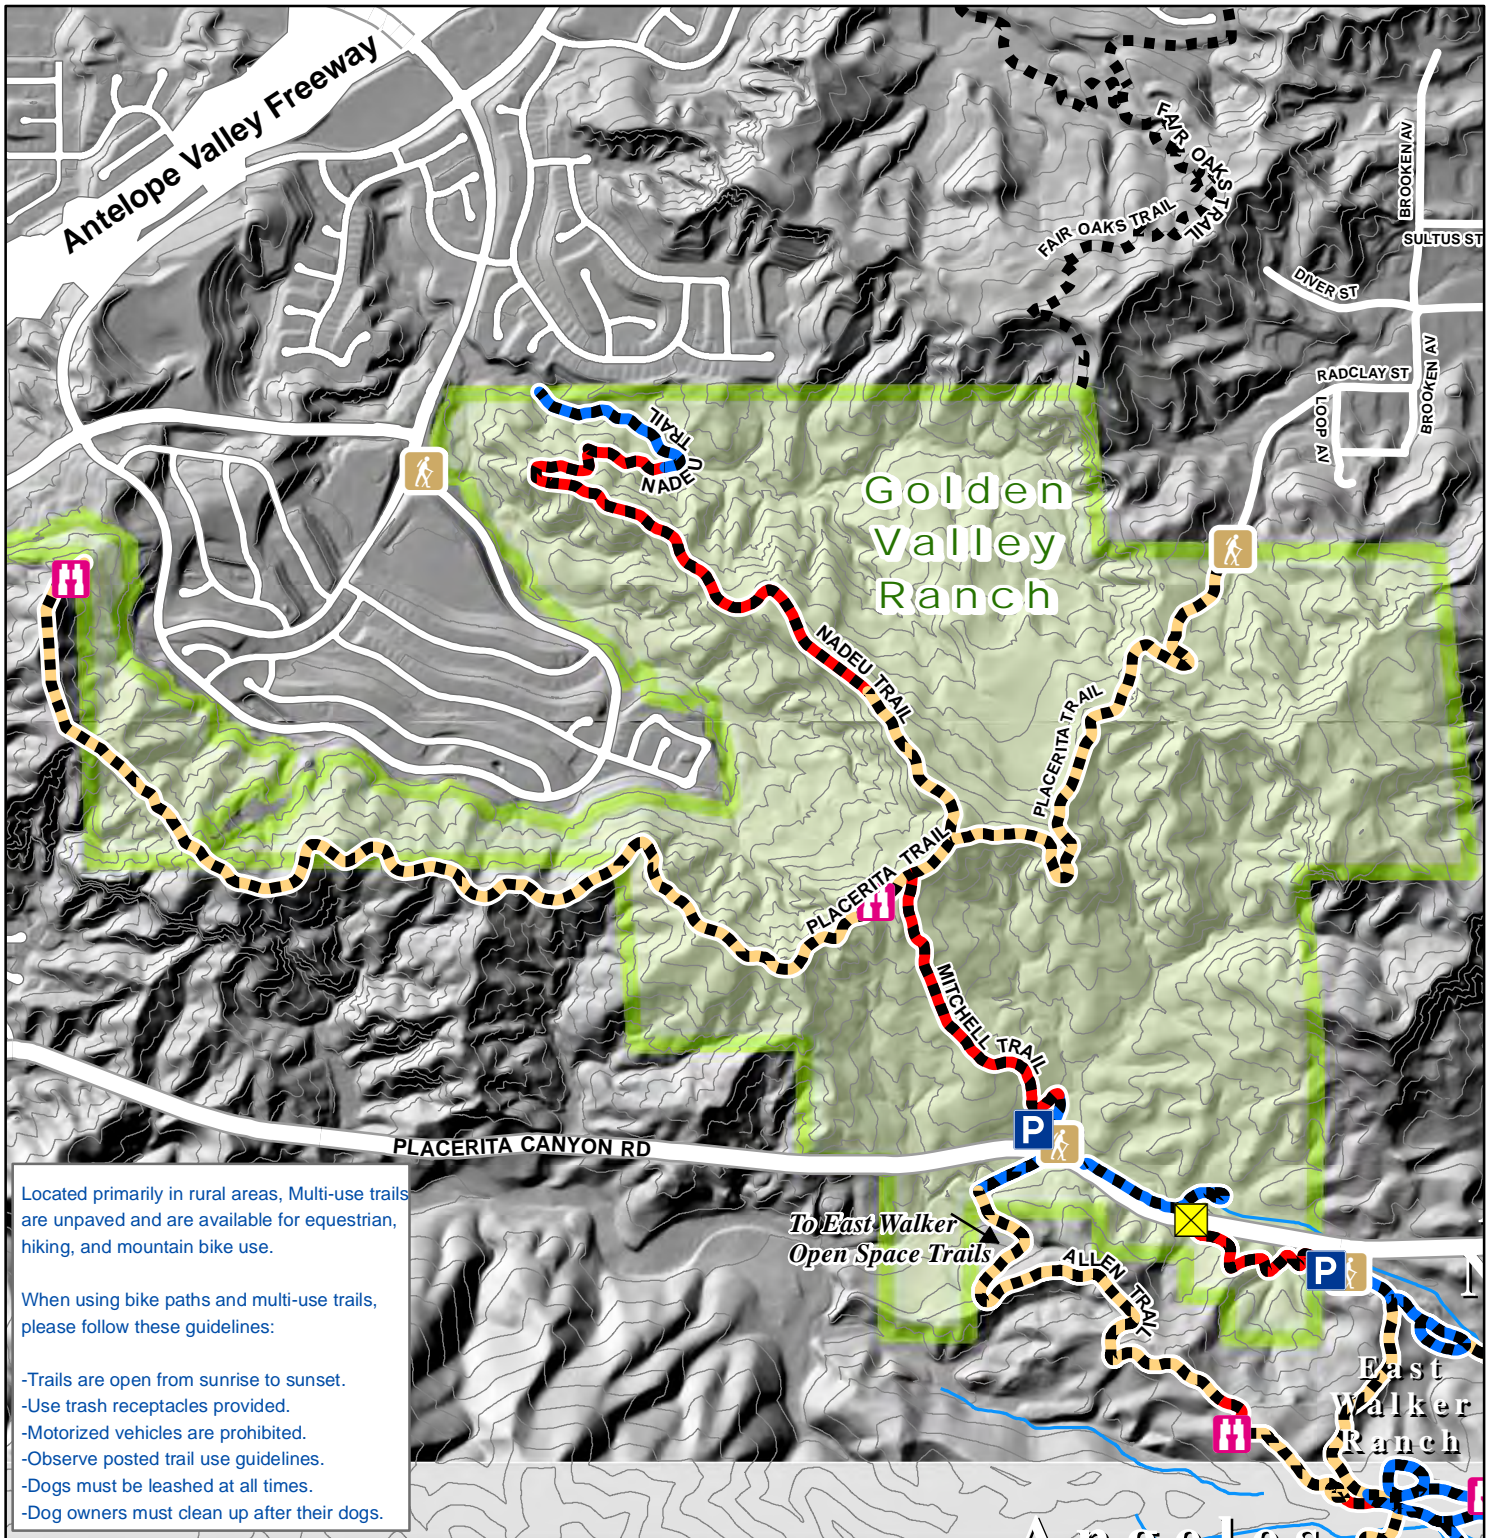 Antelope Valley Freeway
FAIR OAKS TRAIL
FAIR OAKS TRAIL
BROOKEN AV
SULTUS ST
DIVER ST
RADCLAY ST
LOOP AV
BROOKEN AV
NADEU TRAIL
Golden
Valley
Ranch
NADEU TRAIL
PLACERITA TRAIL
PLACERITA TRAIL
MITCHELL TRAIL
P
PLACERITA CANYON RD
To East Walker
Open Space Trails
ALLEN TRAIL
P
N
East
Walker
Ranch
Located primarily in rural areas, Multi-use trails
are unpaved and are available for equestrian,
hiking, and mountain bike use.
When using bike paths and multi-use trails,
please follow these guidelines:
-Trails are open from sunrise to sunset.
-Use trash receptacles provided.
-Motorized vehicles are prohibited.
-Observe posted trail use guidelines.
-Dogs must be leashed at all times.
-Dog owners must clean up after their dogs.
Angeles